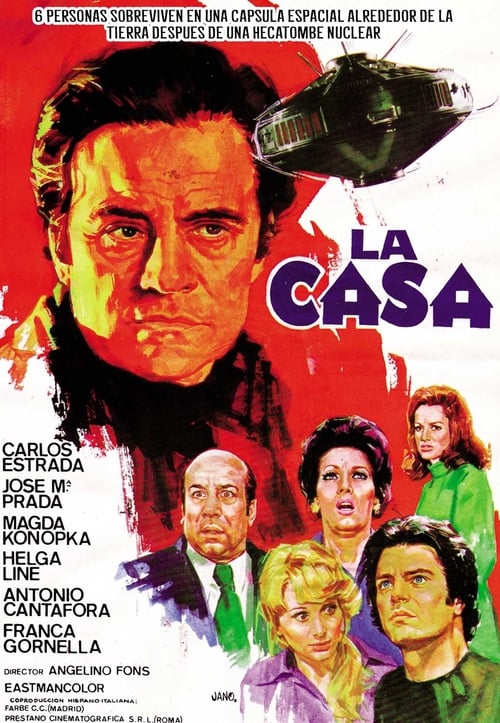 6 PERSONAS SOBREVIVEN EN UNA CAPSULA ESPACIAL ALREDEDOR DE LA
TIERRA DESPUES DE UNA HECATOMBE NUCLEAR
LA
CASA
CARLOS
ESTRADA
JOSE Mª
PRADA
MAGDA
KONOPKA
HELGA
LINE
ANTONIO
CANTAFORA
FRANCA
GORNELLA
DIRECTOR ANGELINO FONS
EASTMANCOLOR
COPRODUCCION HISPANO ITALIANA:
FARBE C.C. (MADRID)
PRESTANO CINEMATOGRAFICA S.R.L. (ROMA)
JANO.